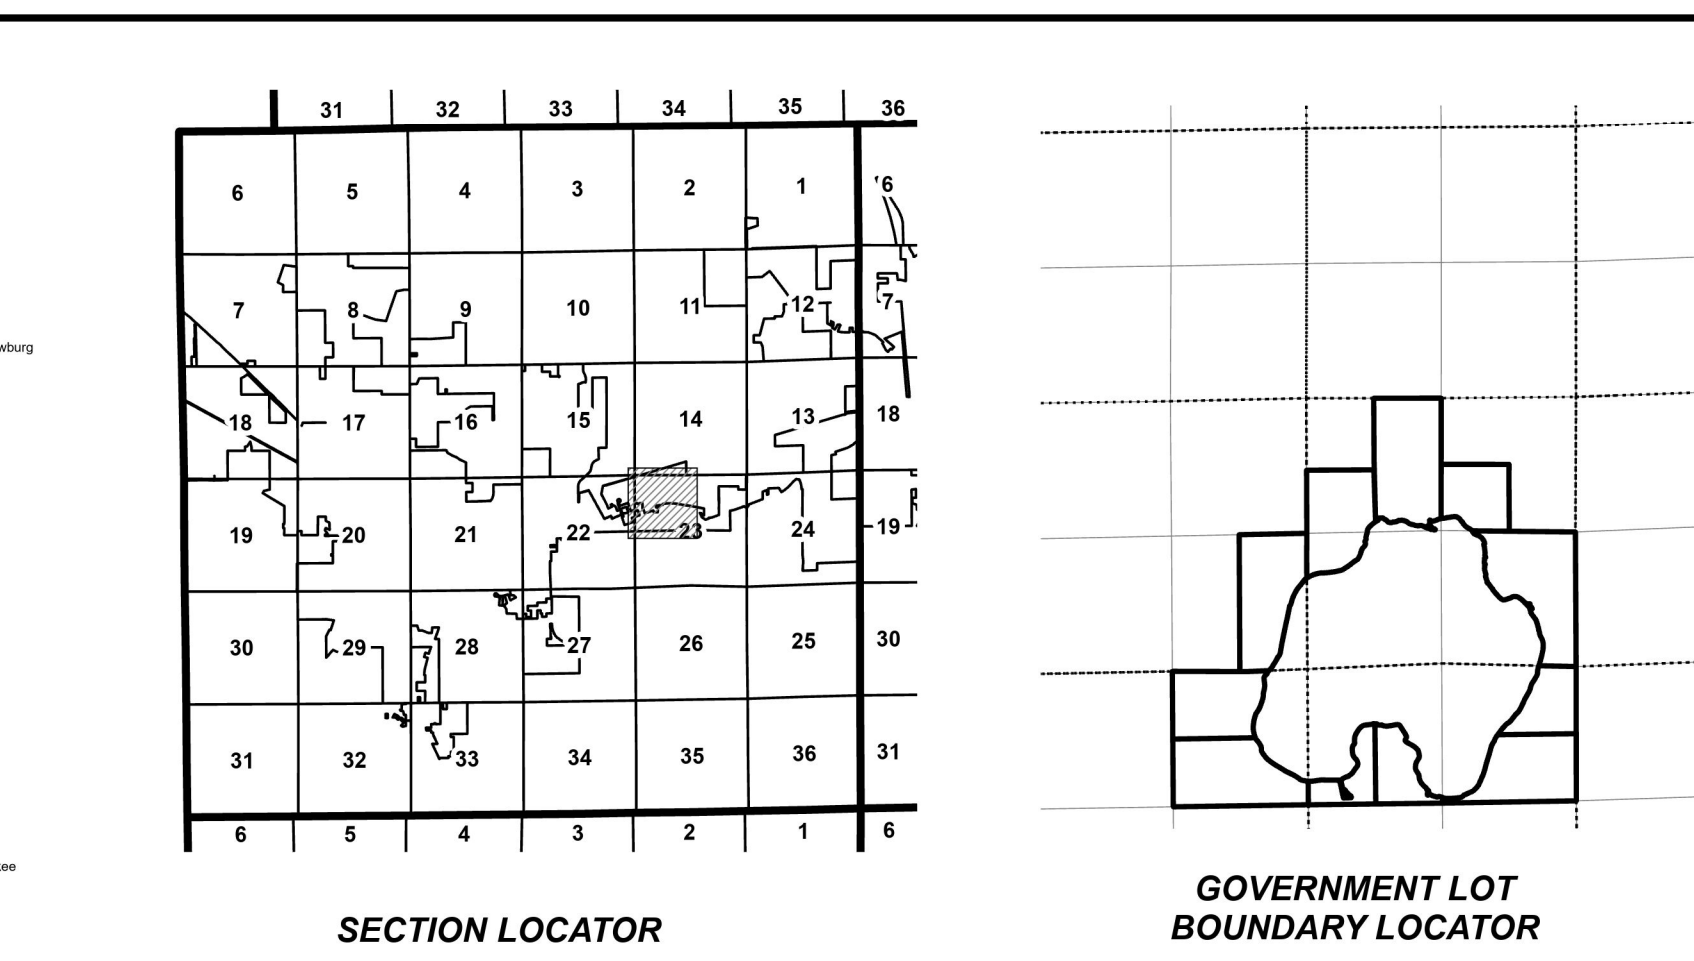 31 32 33 34 35 36
6 5 4 3 2 1 6
7 8 9 10 11 12 7
wburg
18 17 16 15 14 13 18
19 20 21 22 23 24 19
30 29 28 27 26 25 30
31 32 33 34 35 36 31
6 5 4 3 2 1 6
kee
SECTION LOCATOR
GOVERNMENT LOT
BOUNDARY LOCATOR